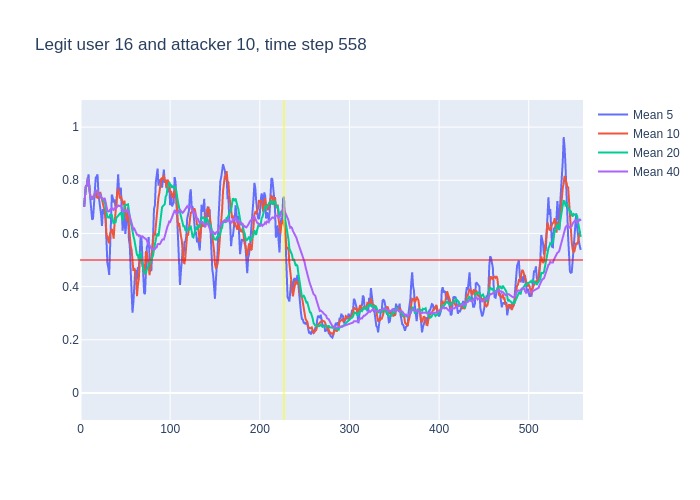 Legit user 16 and attacker 10, time step 558
Mean 5
Mean 10
Mean 20
Mean 40
1
0.8
0.6
0.4
0.2
0
0 100 200 300 400 500